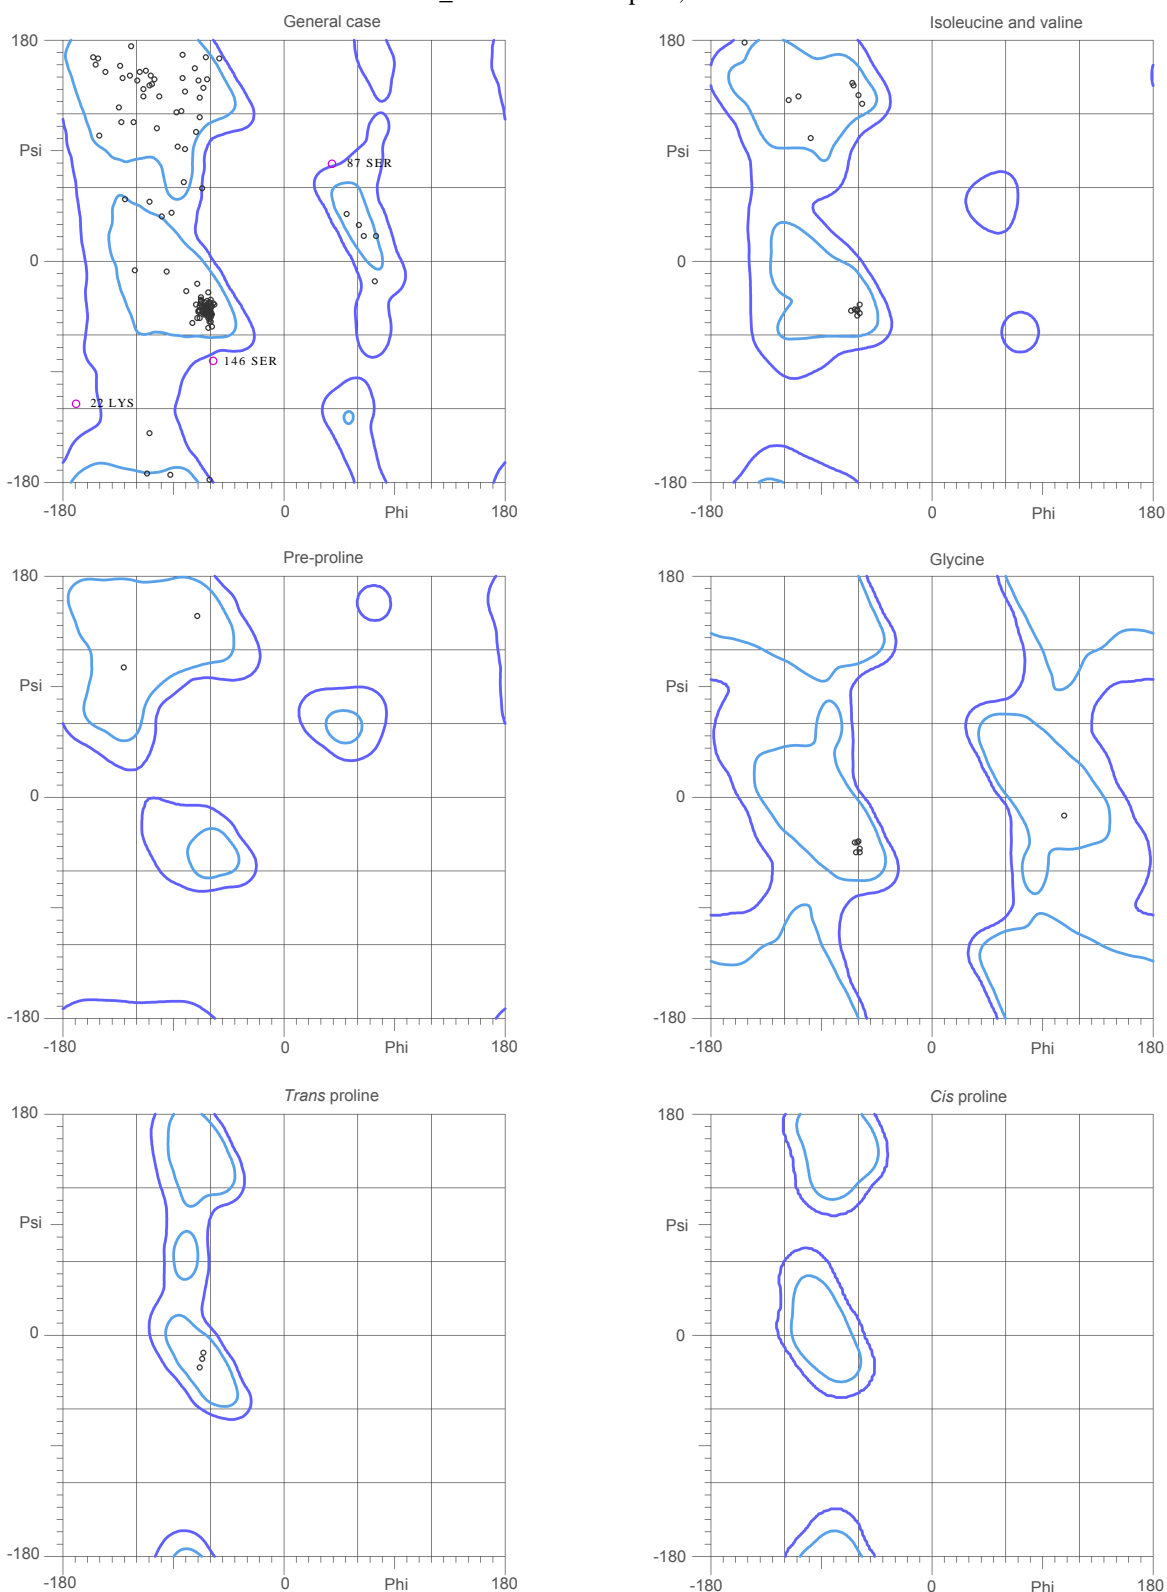 General case
Isoleucine and valine
180
180
87 SER
Psi
Psi
0
0
146 SER
22 LYS
-180
-180
-180
0
Phi
180
-180
0
Phi
180
Pre-proline
Glycine
180
180
Psi
Psi
0
0
-180
-180
-180
0
Phi
180
-180
0
Phi
180
Trans proline
Cis proline
180
180
Psi
Psi
0
0
-180
-180
-180
0
Phi
180
-180
0
Phi
180